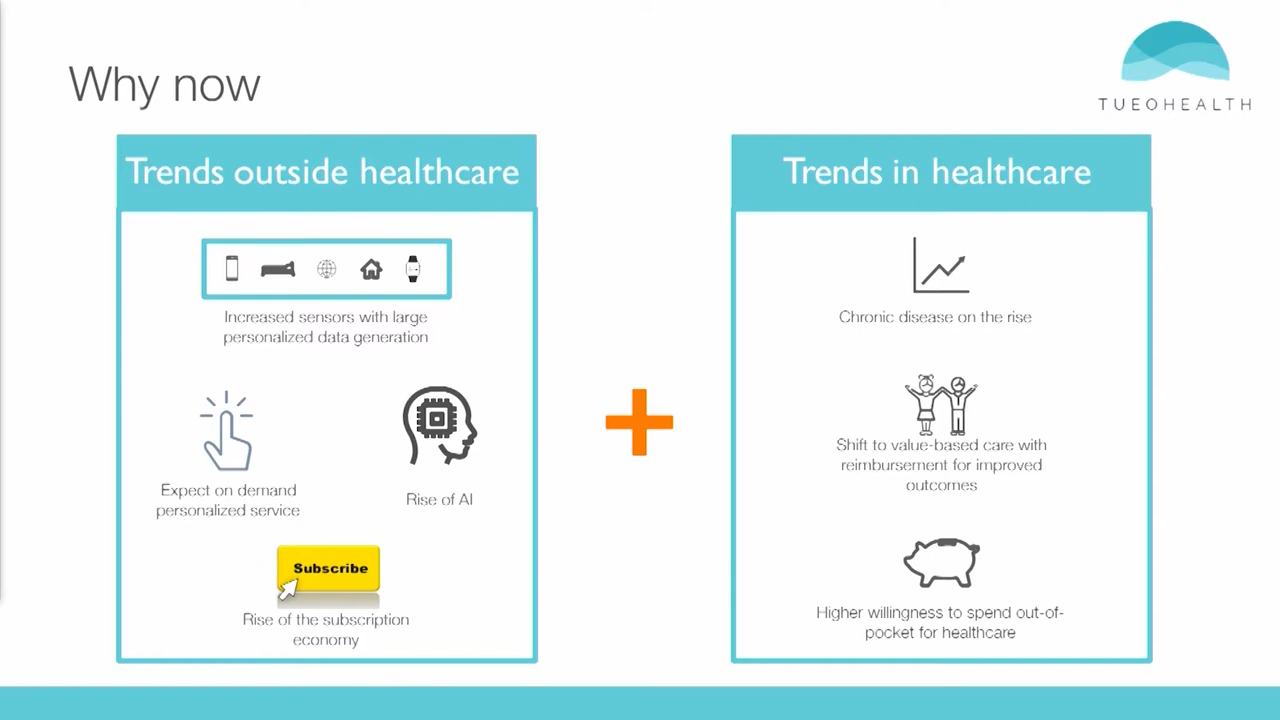 Why now
TUEOHEALTH
Trends outside healthcare
Increased sensors with large
personalized data generation
Expect on demand
personalized service
Rise of AI
Subscribe
Rise of the subscription
economy
Trends in healthcare
Chronic disease on the rise
Shift to value-based care with
reimbursement for improved
outcomes
Higher willingness to spend out-of-
pocket for healthcare